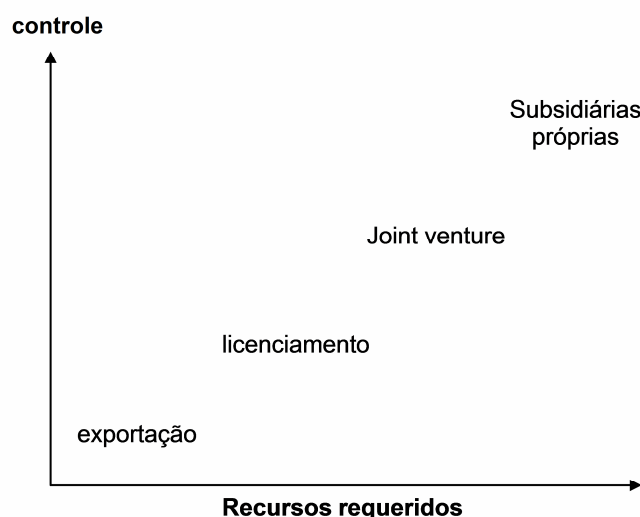 controle
Subsidiárias
próprias
Joint venture
licenciamento
exportação
Recursos requeridos